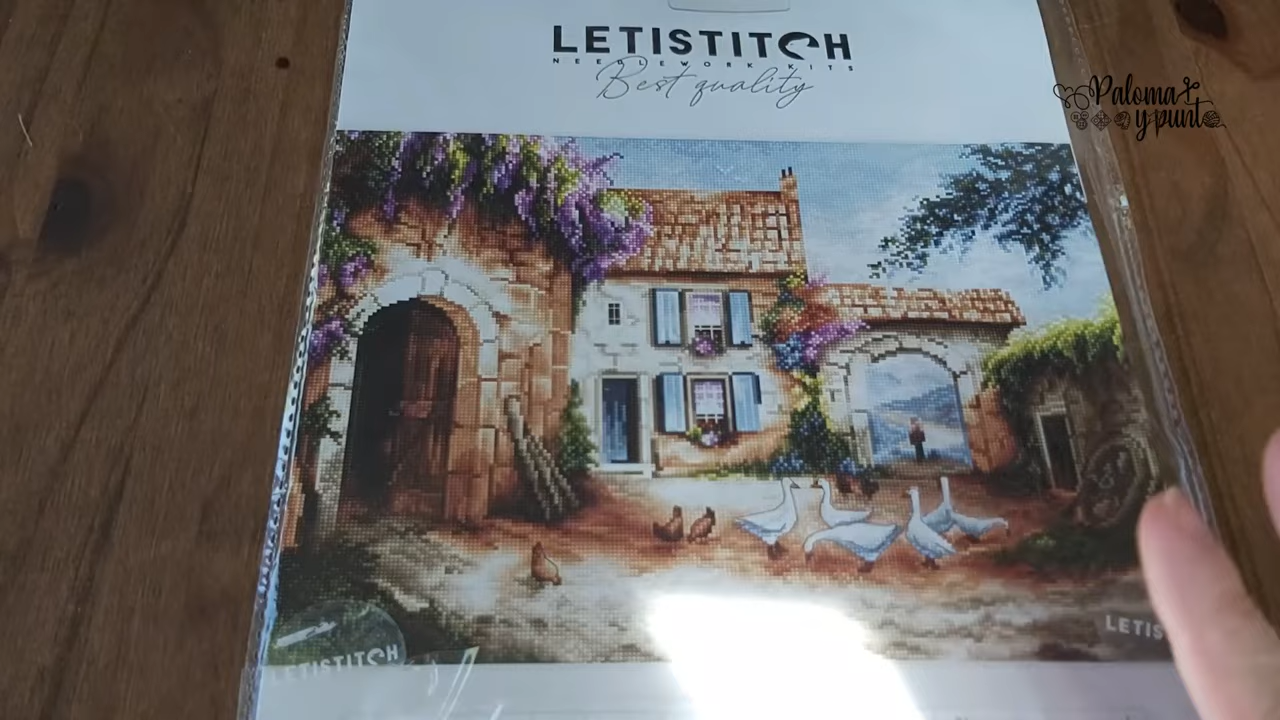 LETISTITCH
NEEDLEWORK KITS
Best quality
Paloma
y punto
LETISTITCH
LETIS